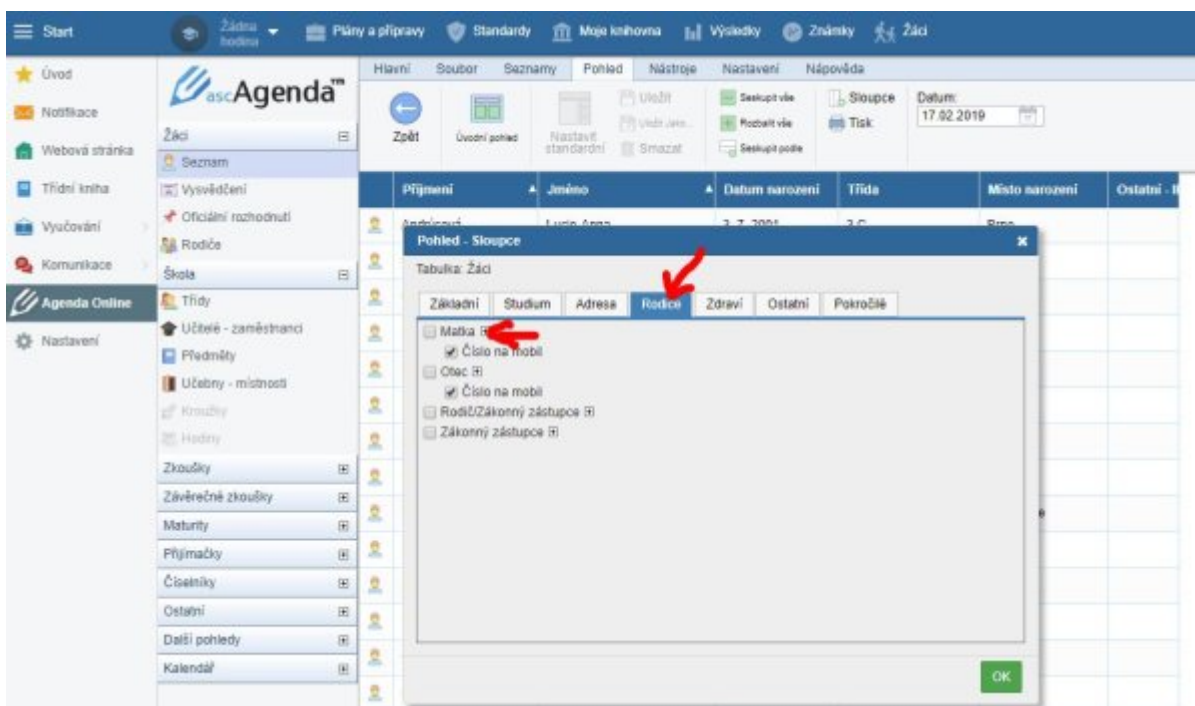 Start
Žádná hodina
Plány a přípravy
Standardy
Moje knihovna
Výsledky
Známky
Žáci
Úvod
Notifikace
Webová stránka
Třídní kniha
Vyučování
Komunikace
Agenda Online
Nastavení
ascAgenda™
Žáci
Seznam
Vysvědčení
Oficiální rozhodnutí
Rodiče
Škola
Třídy
Učitelé - zaměstnanci
Předměty
Učebny - místnosti
Kroužky
Hodiny
Zkoušky
Závěrečné zkoušky
Maturity
Přijímačky
Číselníky
Ostatní
Další pohledy
Kalendář
Hlavní Soubor Seznamy Pohled Nástroje Nastavení Nápověda
Zpět
Úvodní pohled
Nastavit standardní
Uložit
Uložit jako...
Smazat
Seskupit vše
Rozbalit vše
Seskupit podle
Sloupce
Tisk
Datum:
17.02.2019
Příjmení Jméno Datum narození Třída Místo narození Ostatní -
Pohled - Sloupce
Tabulka: Žáci
Základní Studium Adresa Rodiče Zdraví Ostatní Pokročilé
Matka
Číslo na mobil
Otec
Číslo na mobil
Rodič/Zákonný zástupce
Zákonný zástupce
OK